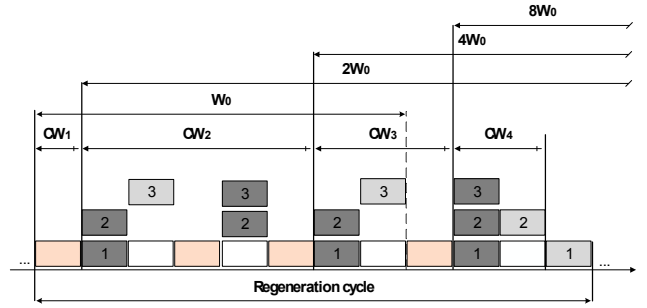 8W0
4W0
2W0
W0
CW1 CW2 CW3 CW4
3 3 3 3
2 2 2 2 2
... 1 1 1 1 ...
Regeneration cycle